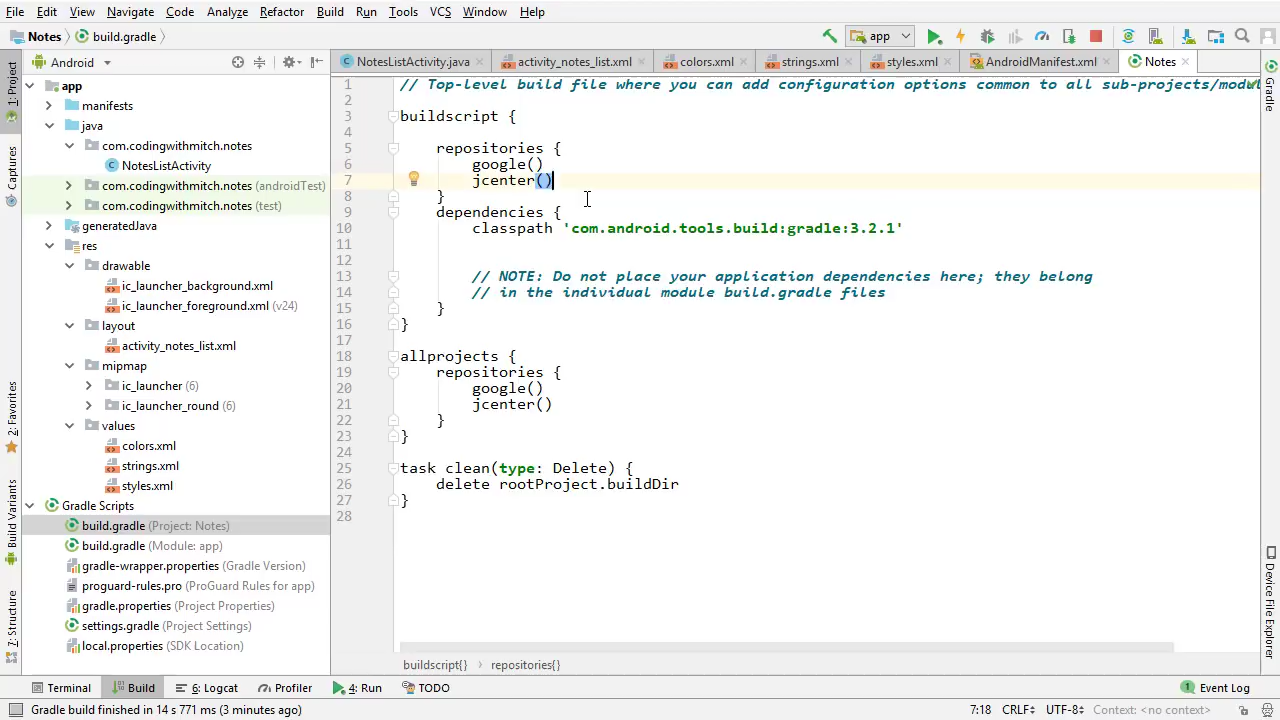 File Edit View Navigate Code Analyze Refactor Build Run Tools VCS Window Help
Notes build.gradle app
Android
NotesListActivity.java activity_notes_list.xml colors.xml strings.xml styles.xml AndroidManifest.xml Notes
1: Project
Captures
2: Favorites
Build Variants
7: Structure
app
manifests
java
com.codingwithmitch.notes
NotesListActivity
com.codingwithmitch.notes (androidTest)
com.codingwithmitch.notes (test)
generatedJava
res
drawable
ic_launcher_background.xml
ic_launcher_foreground.xml (v24)
layout
activity_notes_list.xml
mipmap
ic_launcher (6)
ic_launcher_round (6)
values
colors.xml
strings.xml
styles.xml
Gradle Scripts
build.gradle (Project: Notes)
build.gradle (Module: app)
gradle-wrapper.properties (Gradle Version)
proguard-rules.pro (ProGuard Rules for app)
gradle.properties (Project Properties)
settings.gradle (Project Settings)
local.properties (SDK Location)
1 // Top-level build file where you can add configuration options common to all sub-projects/modul
2
3 buildscript {
4
5 repositories {
6 google()
7 jcenter()
8 }
9 dependencies {
10 classpath 'com.android.tools.build:gradle:3.2.1'
11
12
13 // NOTE: Do not place your application dependencies here; they belong
14 // in the individual module build.gradle files
15 }
16 }
17
18 allprojects {
19 repositories {
20 google()
21 jcenter()
22 }
23 }
24
25 task clean(type: Delete) {
26 delete rootProject.buildDir
27 }
28
buildscript{} repositories{}
Gradle
Device File Explorer
Terminal Build 6: Logcat Profiler 4: Run TODO 1 Event Log
Gradle build finished in 14 s 771 ms (3 minutes ago) 7:18 CRLF UTF-8 Context: <no context>